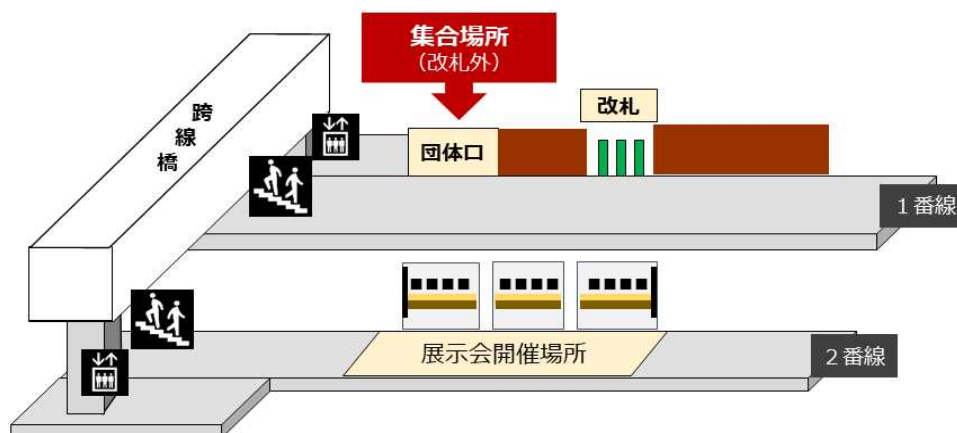 集合場所
（改札外）
改札
跨線橋
団体口
１番線
展示会開催場所
２番線